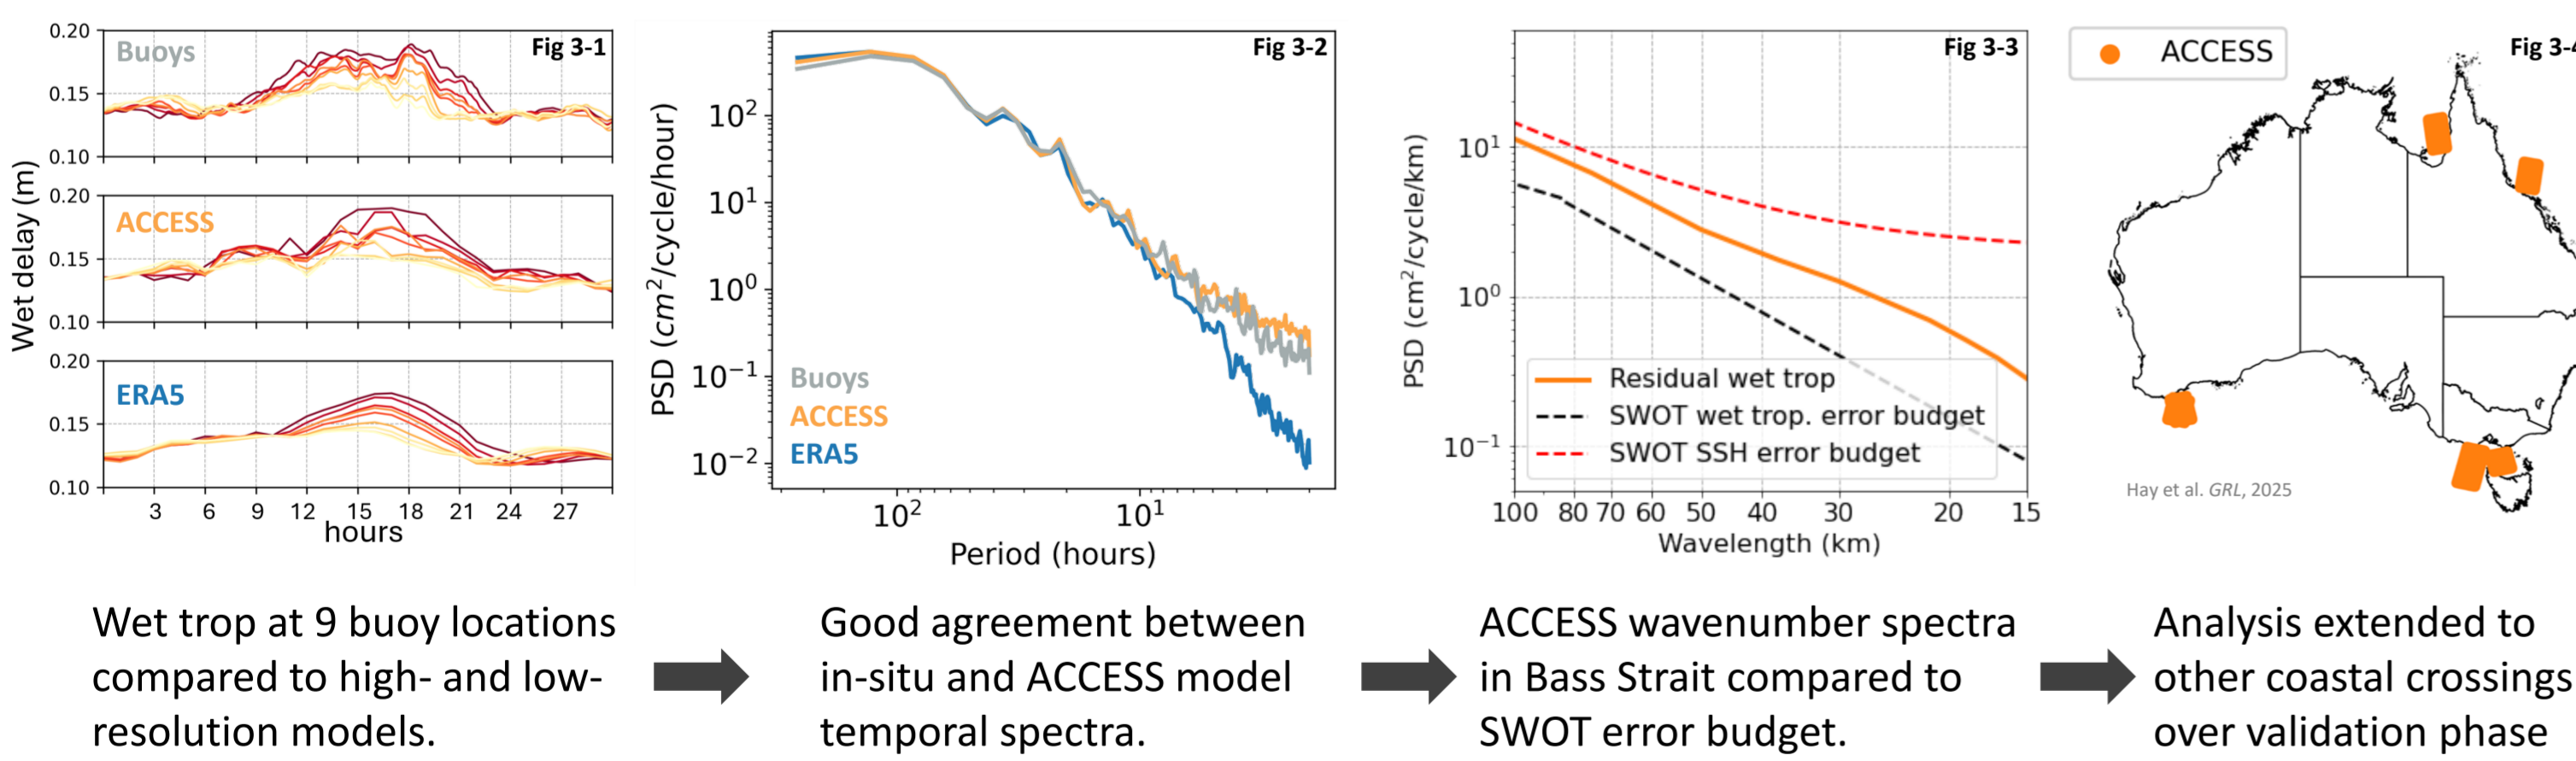 0.20
Buoys
Fig 3-1
0.15
0.10
0.20
ACCESS
0.15
0.10
0.20
ERA5
0.15
0.10
Wet delay (m)
3 6 9 12 15 18 21 24 27
hours
Fig 3-2
10²
10¹
10⁰
10⁻¹
10⁻²
PSD (cm²/cycle/hour)
Buoys
ACCESS
ERA5
10² 10¹
Period (hours)
Fig 3-3
10¹
10⁰
10⁻¹
PSD (cm²/cycle/km)
Residual wet trop
SWOT wet trop. error budget
SWOT SSH error budget
100 80 70 60 50 40 30 20 15
Wavelength (km)
ACCESS
Fig 3-4
Hay et al. GRL, 2025
Wet trop at 9 buoy locations
compared to high- and low-
resolution models.
Good agreement between
in-situ and ACCESS model
temporal spectra.
ACCESS wavenumber spectra
in Bass Strait compared to
SWOT error budget.
Analysis extended to
other coastal crossings
over validation phase